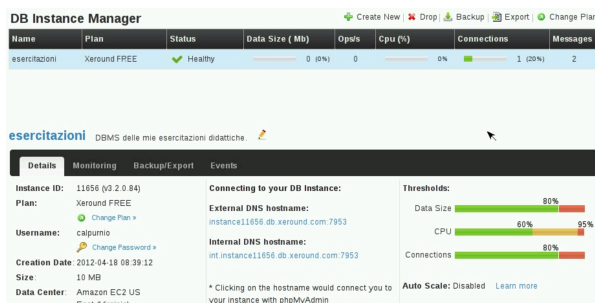 DB Instance Manager
Create New | Drop | Backup | Export | Change Plan
Name Plan Status Data Size ( Mb) Ops/s Cpu (%) Connections Messages
esercitazioni Xeround FREE Healthy 0 (0%) 0 0% 1 (20%) 2
esercitazioni DBMS delle mie esercitazioni didattiche.
Details Monitoring Backup/Export Events
Instance ID: 11656 (v3.2.0.84)
Plan: Xeround FREE
Change Plan »
Username: calpurnio
Change Password »
Creation Date: 2012-04-18 08:39:12
Size: 10 MB
Data Center: Amazon EC2 US
Connecting to your DB Instance:
External DNS hostname:
instance11656.db.xeround.com:7953
Internal DNS hostname:
int.instance11656.db.xeround.com:7953
* Clicking on the hostname would connect you to
your instance with phpMyAdmin
Thresholds:
80%
Data Size
60% 95%
CPU
80%
Connections
Auto Scale: Disabled Learn more